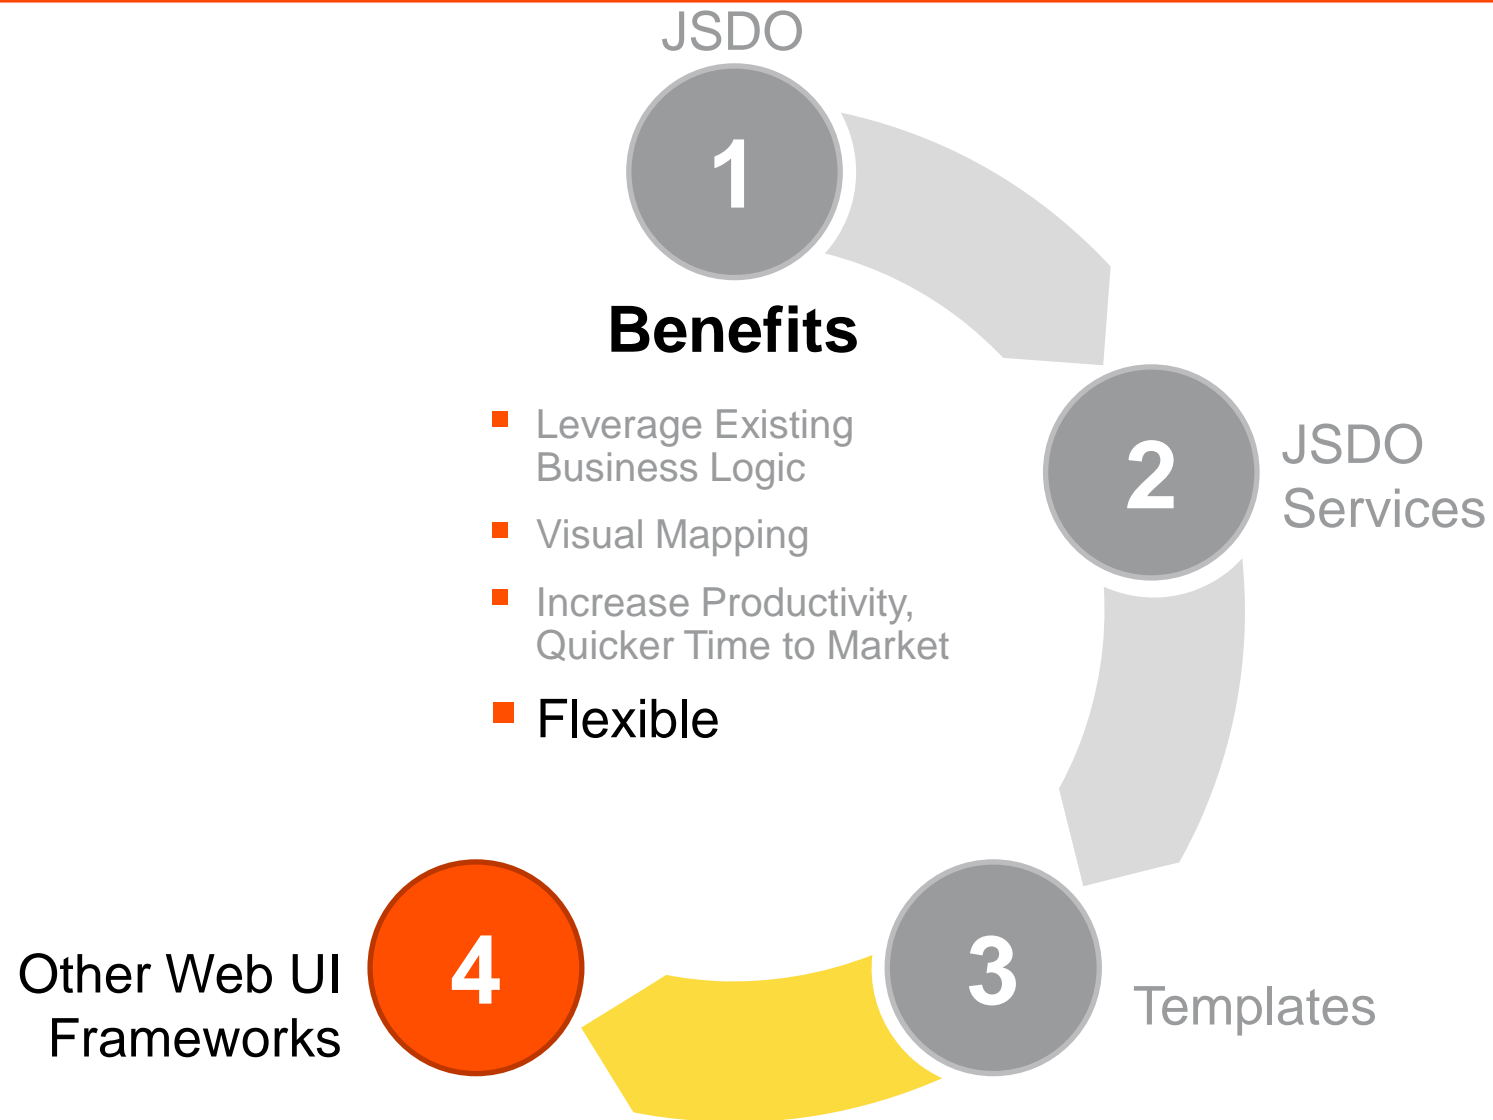 JSDO
1
Benefits
Leverage Existing
Business Logic
Visual Mapping
Increase Productivity,
Quicker Time to Market
Flexible
2
JSDO
Services
3
Templates
4
Other Web UI
Frameworks